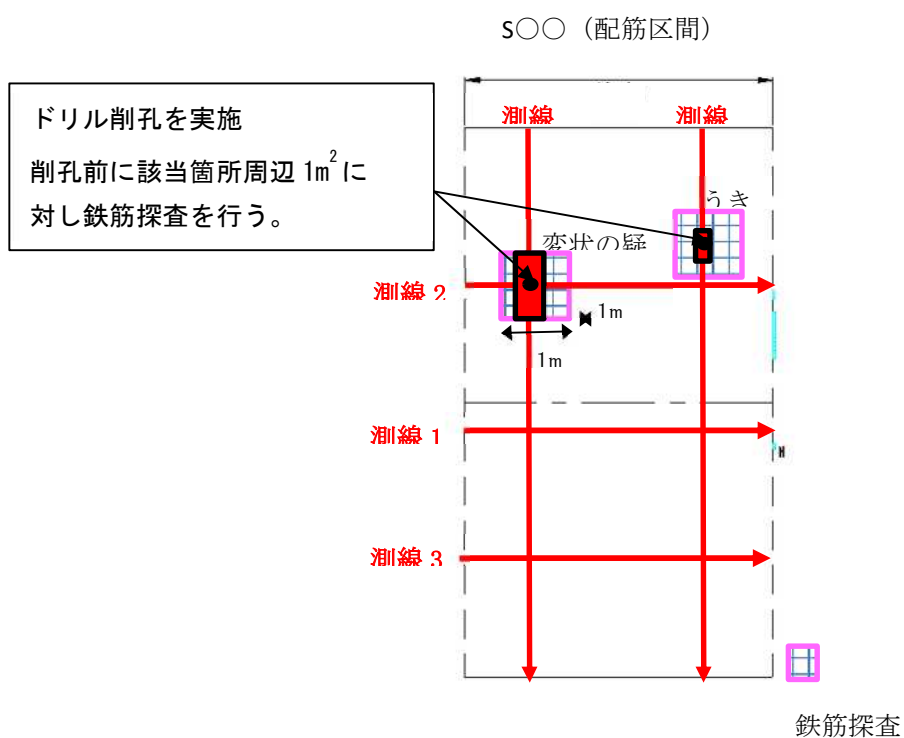 S○○（配筋区間）
ドリル削孔を実施
削孔前に該当箇所周辺 1m2に
対し鉄筋探査を行う。
測線
測線
うき
変状の疑
測線 2
1m
1m
測線 1
H
測線 3
鉄筋探査